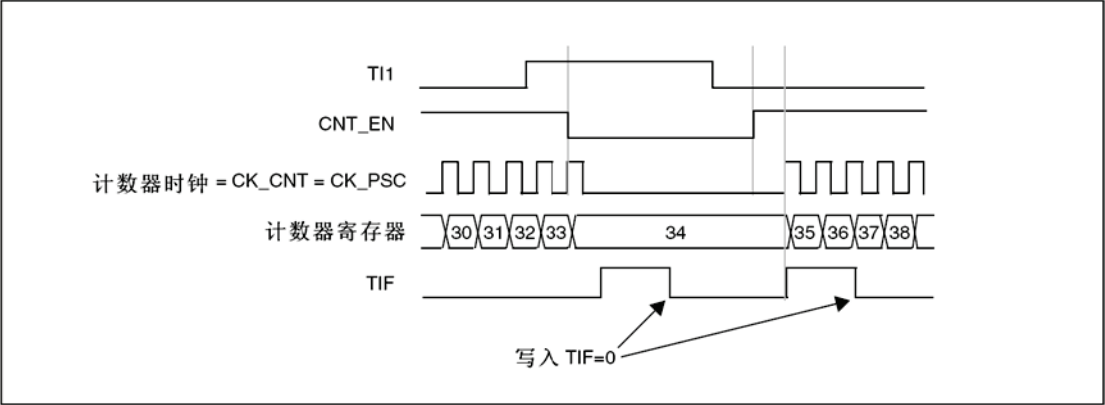 TI1
CNT_EN
计数器时钟 = CK_CNT = CK_PSC
计数器寄存器 30 31 32 33 34 35 36 37 38
TIF
写入 TIF=0